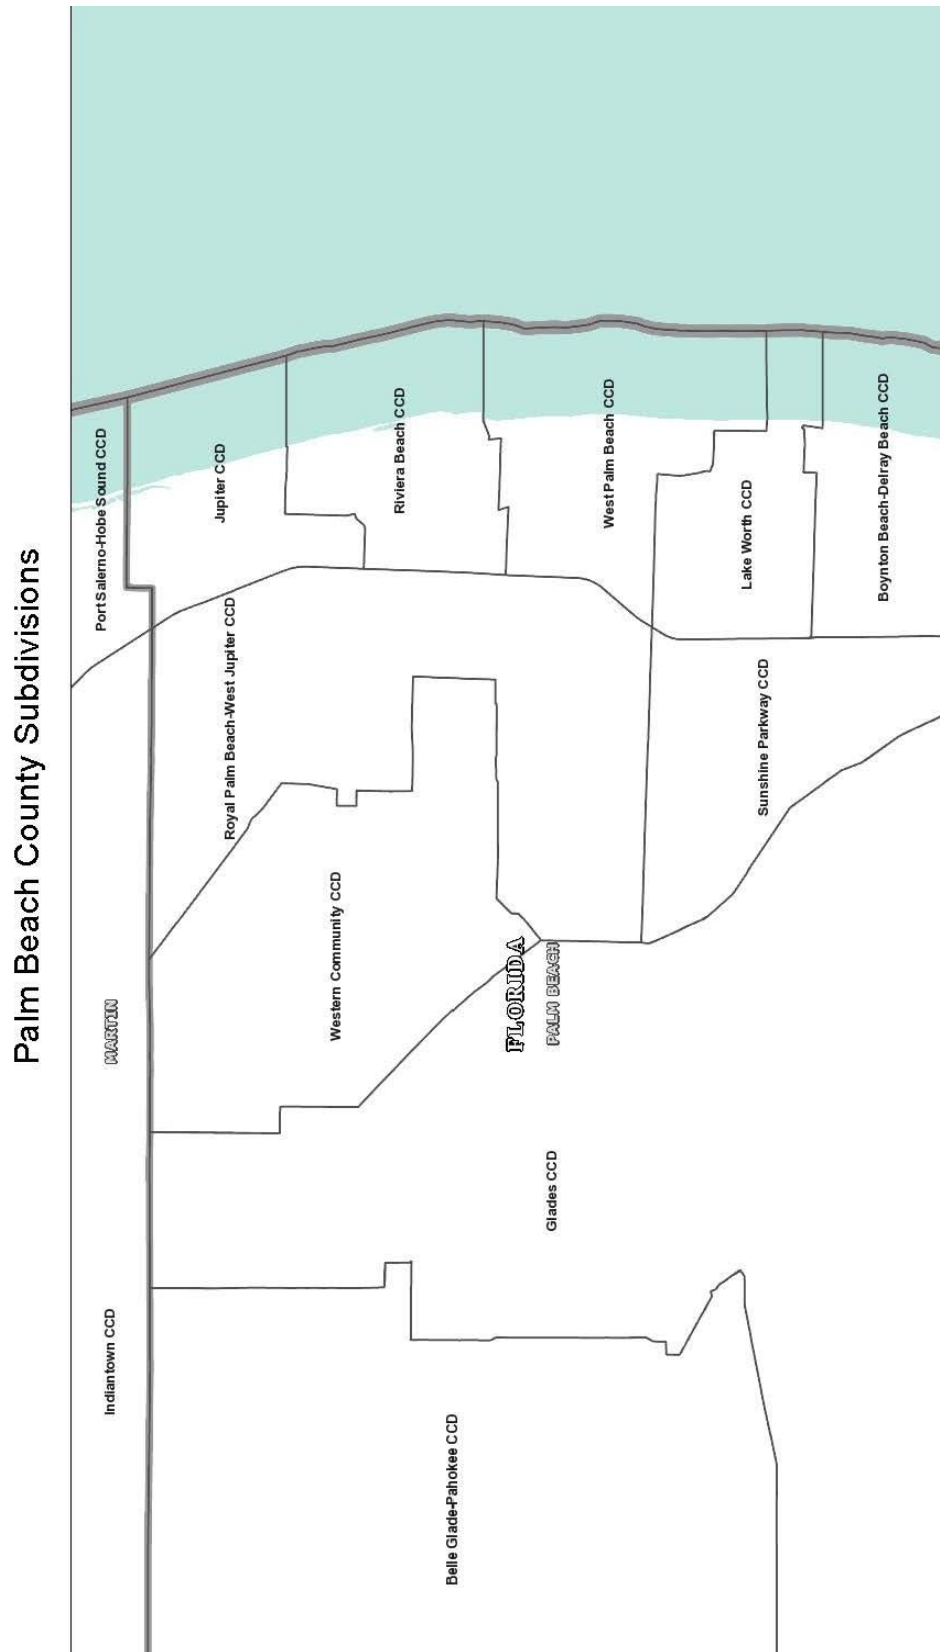 Palm Beach County Subdivisions
Port Salerno-Hobe Sound CCD
MARTIN
Indiantown CCD
Jupiter CCD
Royal Palm Beach-West Jupiter CCD
Riviera Beach CCD
Western Community CCD
West Palm Beach CCD
FLORIDA
PALM BEACH
Glades CCD
Belle Glade-Pahokee CCD
Lake Worth CCD
Sunshine Parkway CCD
Boynton Beach-Delray Beach CCD